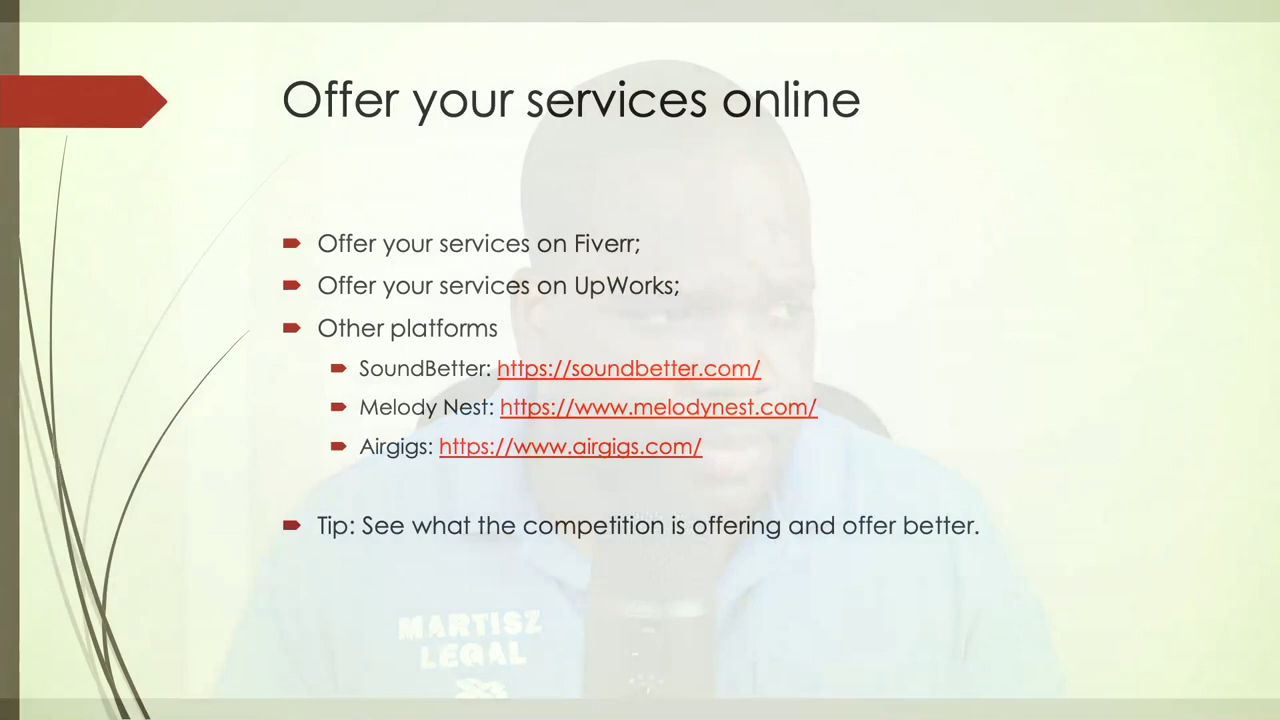 Offer your services online
Offer your services on Fiverr;
Offer your services on UpWorks;
Other platforms
SoundBetter: https://soundbetter.com/
Melody Nest: https://www.melodynest.com/
Airgigs: https://www.airgigs.com/
Tip: See what the competition is offering and offer better.
MARTISZ
LEGAL